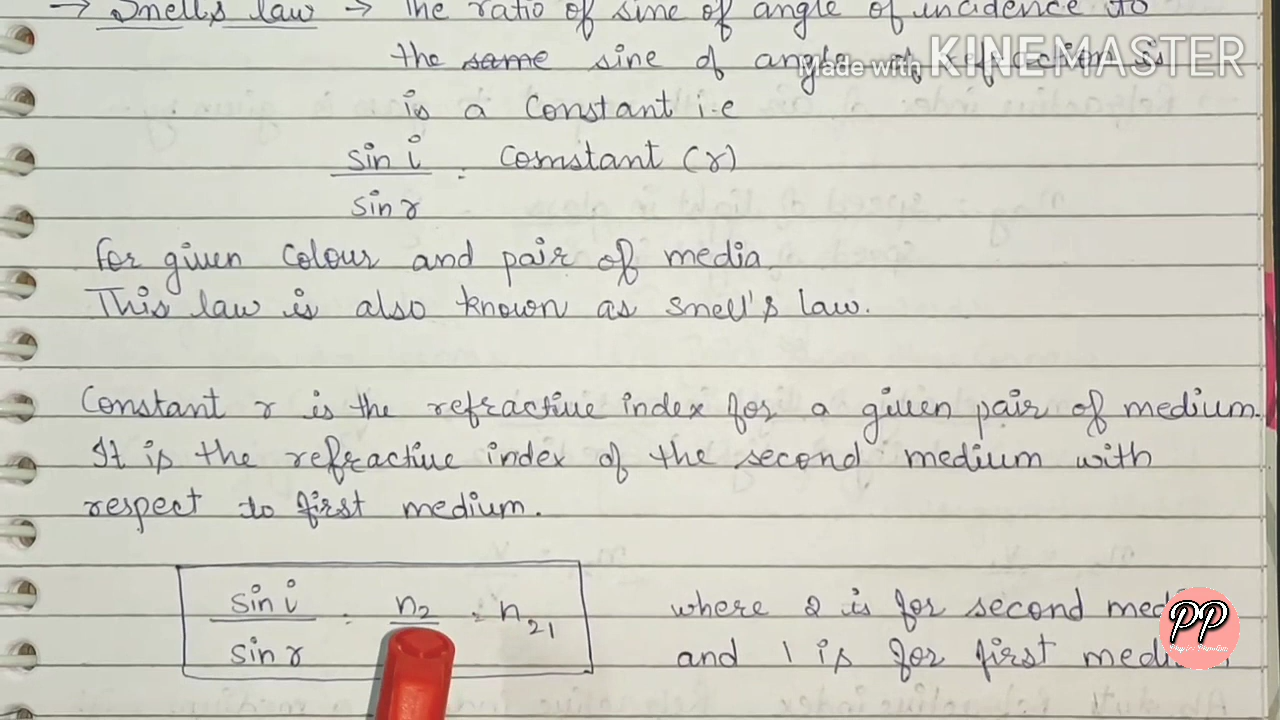 → Snell's law → The ratio of sine of angle of incidence to
the same sine of angle of refraction is
Made with KINEMASTER
is a constant i.e
sin i
sin r
= Comstant (r)
for given colour and pair of media
This law is also known as Snell's law.
Constant r is the refractive index for a given pair of medium.
It is the refractive index of the second medium with
respect to first medium.
sin i
sin r
= n2
= n21
where 2 is for second
and 1 is for first
PP